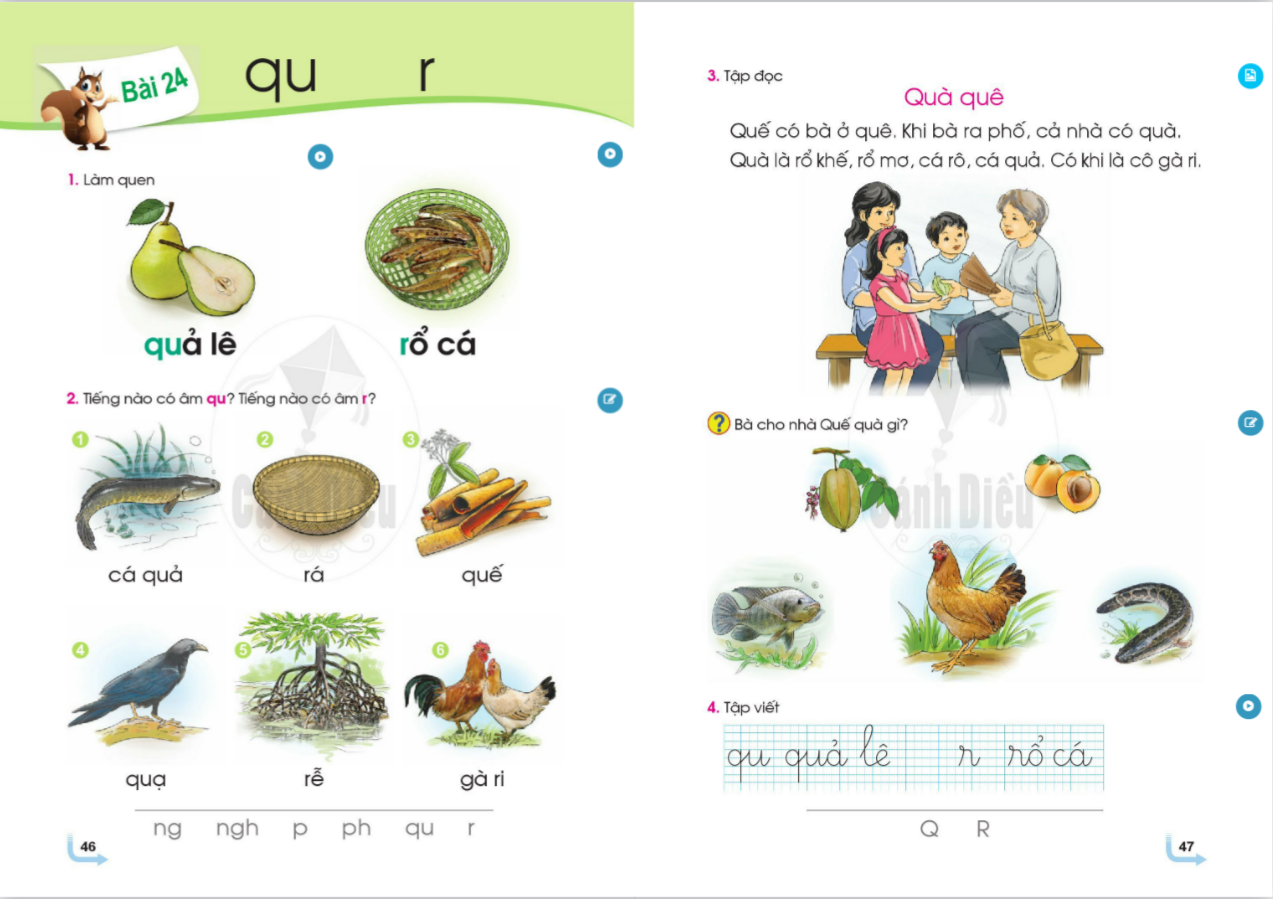 Bài 24
qu r
1. Làm quen
quả lê
rổ cá
2. Tiếng nào có âm qu? Tiếng nào có âm r?
1
2
3
cá quả
rá
quế
4
5
6
quạ
rễ
gà ri
ng ngh p ph qu r
46
3. Tập đọc
Quà quê
Quế có bà ở quê. Khi bà ra phố, cả nhà có quà.
Quà là rổ khế, rổ mơ, cá rô, cá quả. Có khi là cô gà ri.
? Bà cho nhà Quế quà gì?
4. Tập viết
qu quả lê r rổ cá
Q R
47
Cánh Diều
Cánh Diều